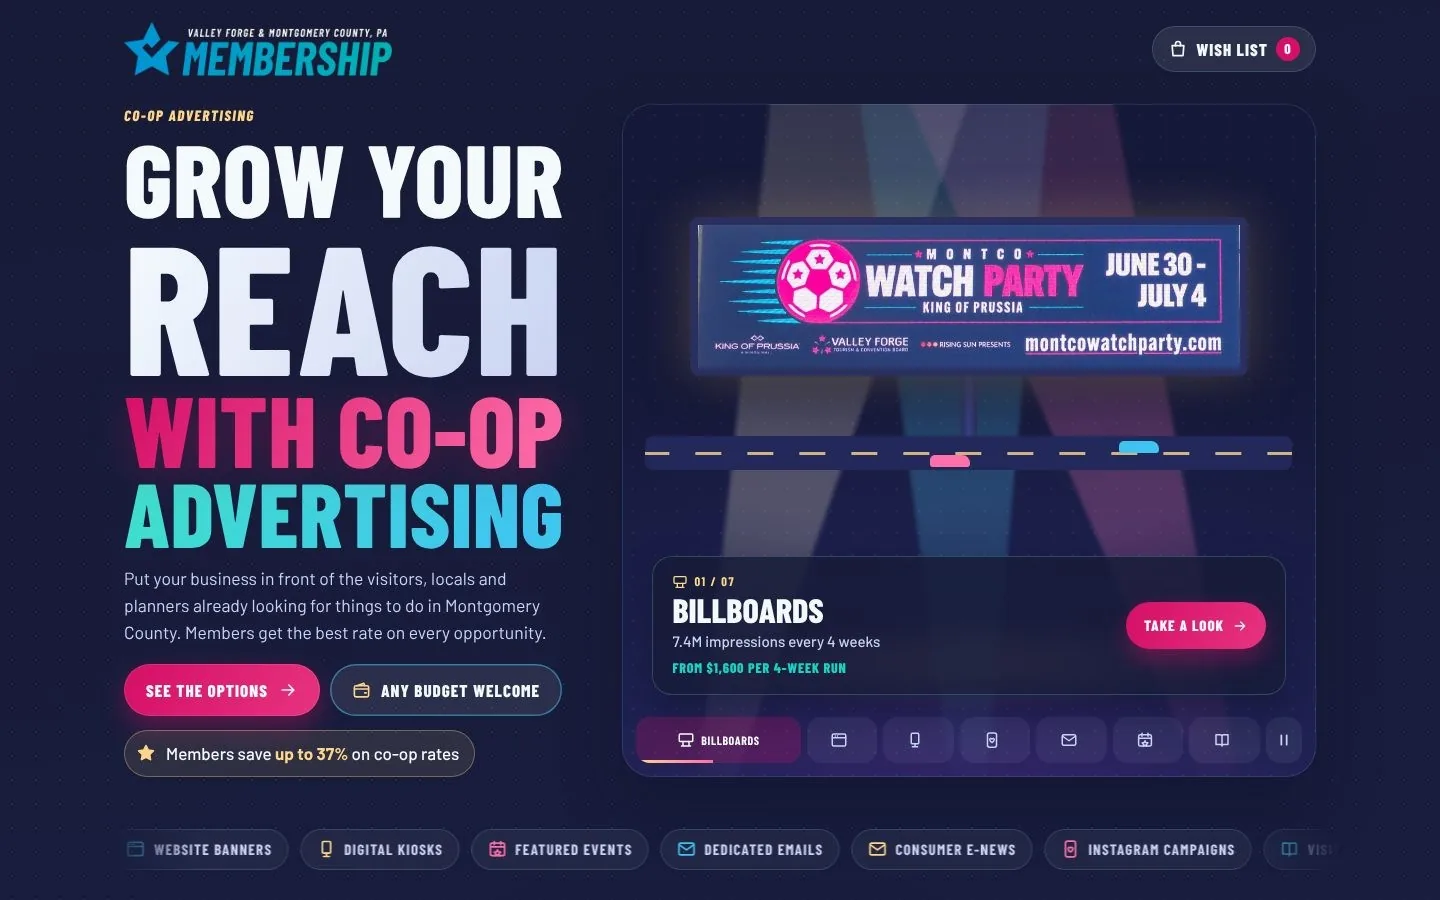 VALLEY FORGE & MONTGOMERY COUNTY, PA
MEMBERSHIP
WISH LIST 0
CO-OP ADVERTISING
GROW YOUR
REACH
WITH CO-OP
ADVERTISING
Put your business in front of the visitors, locals and
planners already looking for things to do in Montgomery
County. Members get the best rate on every opportunity.
SEE THE OPTIONS
ANY BUDGET WELCOME
Members save up to 37% on co-op rates
MONTCO
WATCH PARTY
KING OF PRUSSIA
JUNE 30 -
JULY 4
KING OF PRUSSIA
VALLEY FORGE
TOURISM & CONVENTION BOARD
RISING SUN PRESENTS
montcowatchparty.com
01 / 07
BILLBOARDS
7.4M impressions every 4 weeks
FROM $1,600 PER 4-WEEK RUN
TAKE A LOOK
BILLBOARDS
WEBSITE BANNERS
DIGITAL KIOSKS
FEATURED EVENTS
DEDICATED EMAILS
CONSUMER E-NEWS
INSTAGRAM CAMPAIGNS